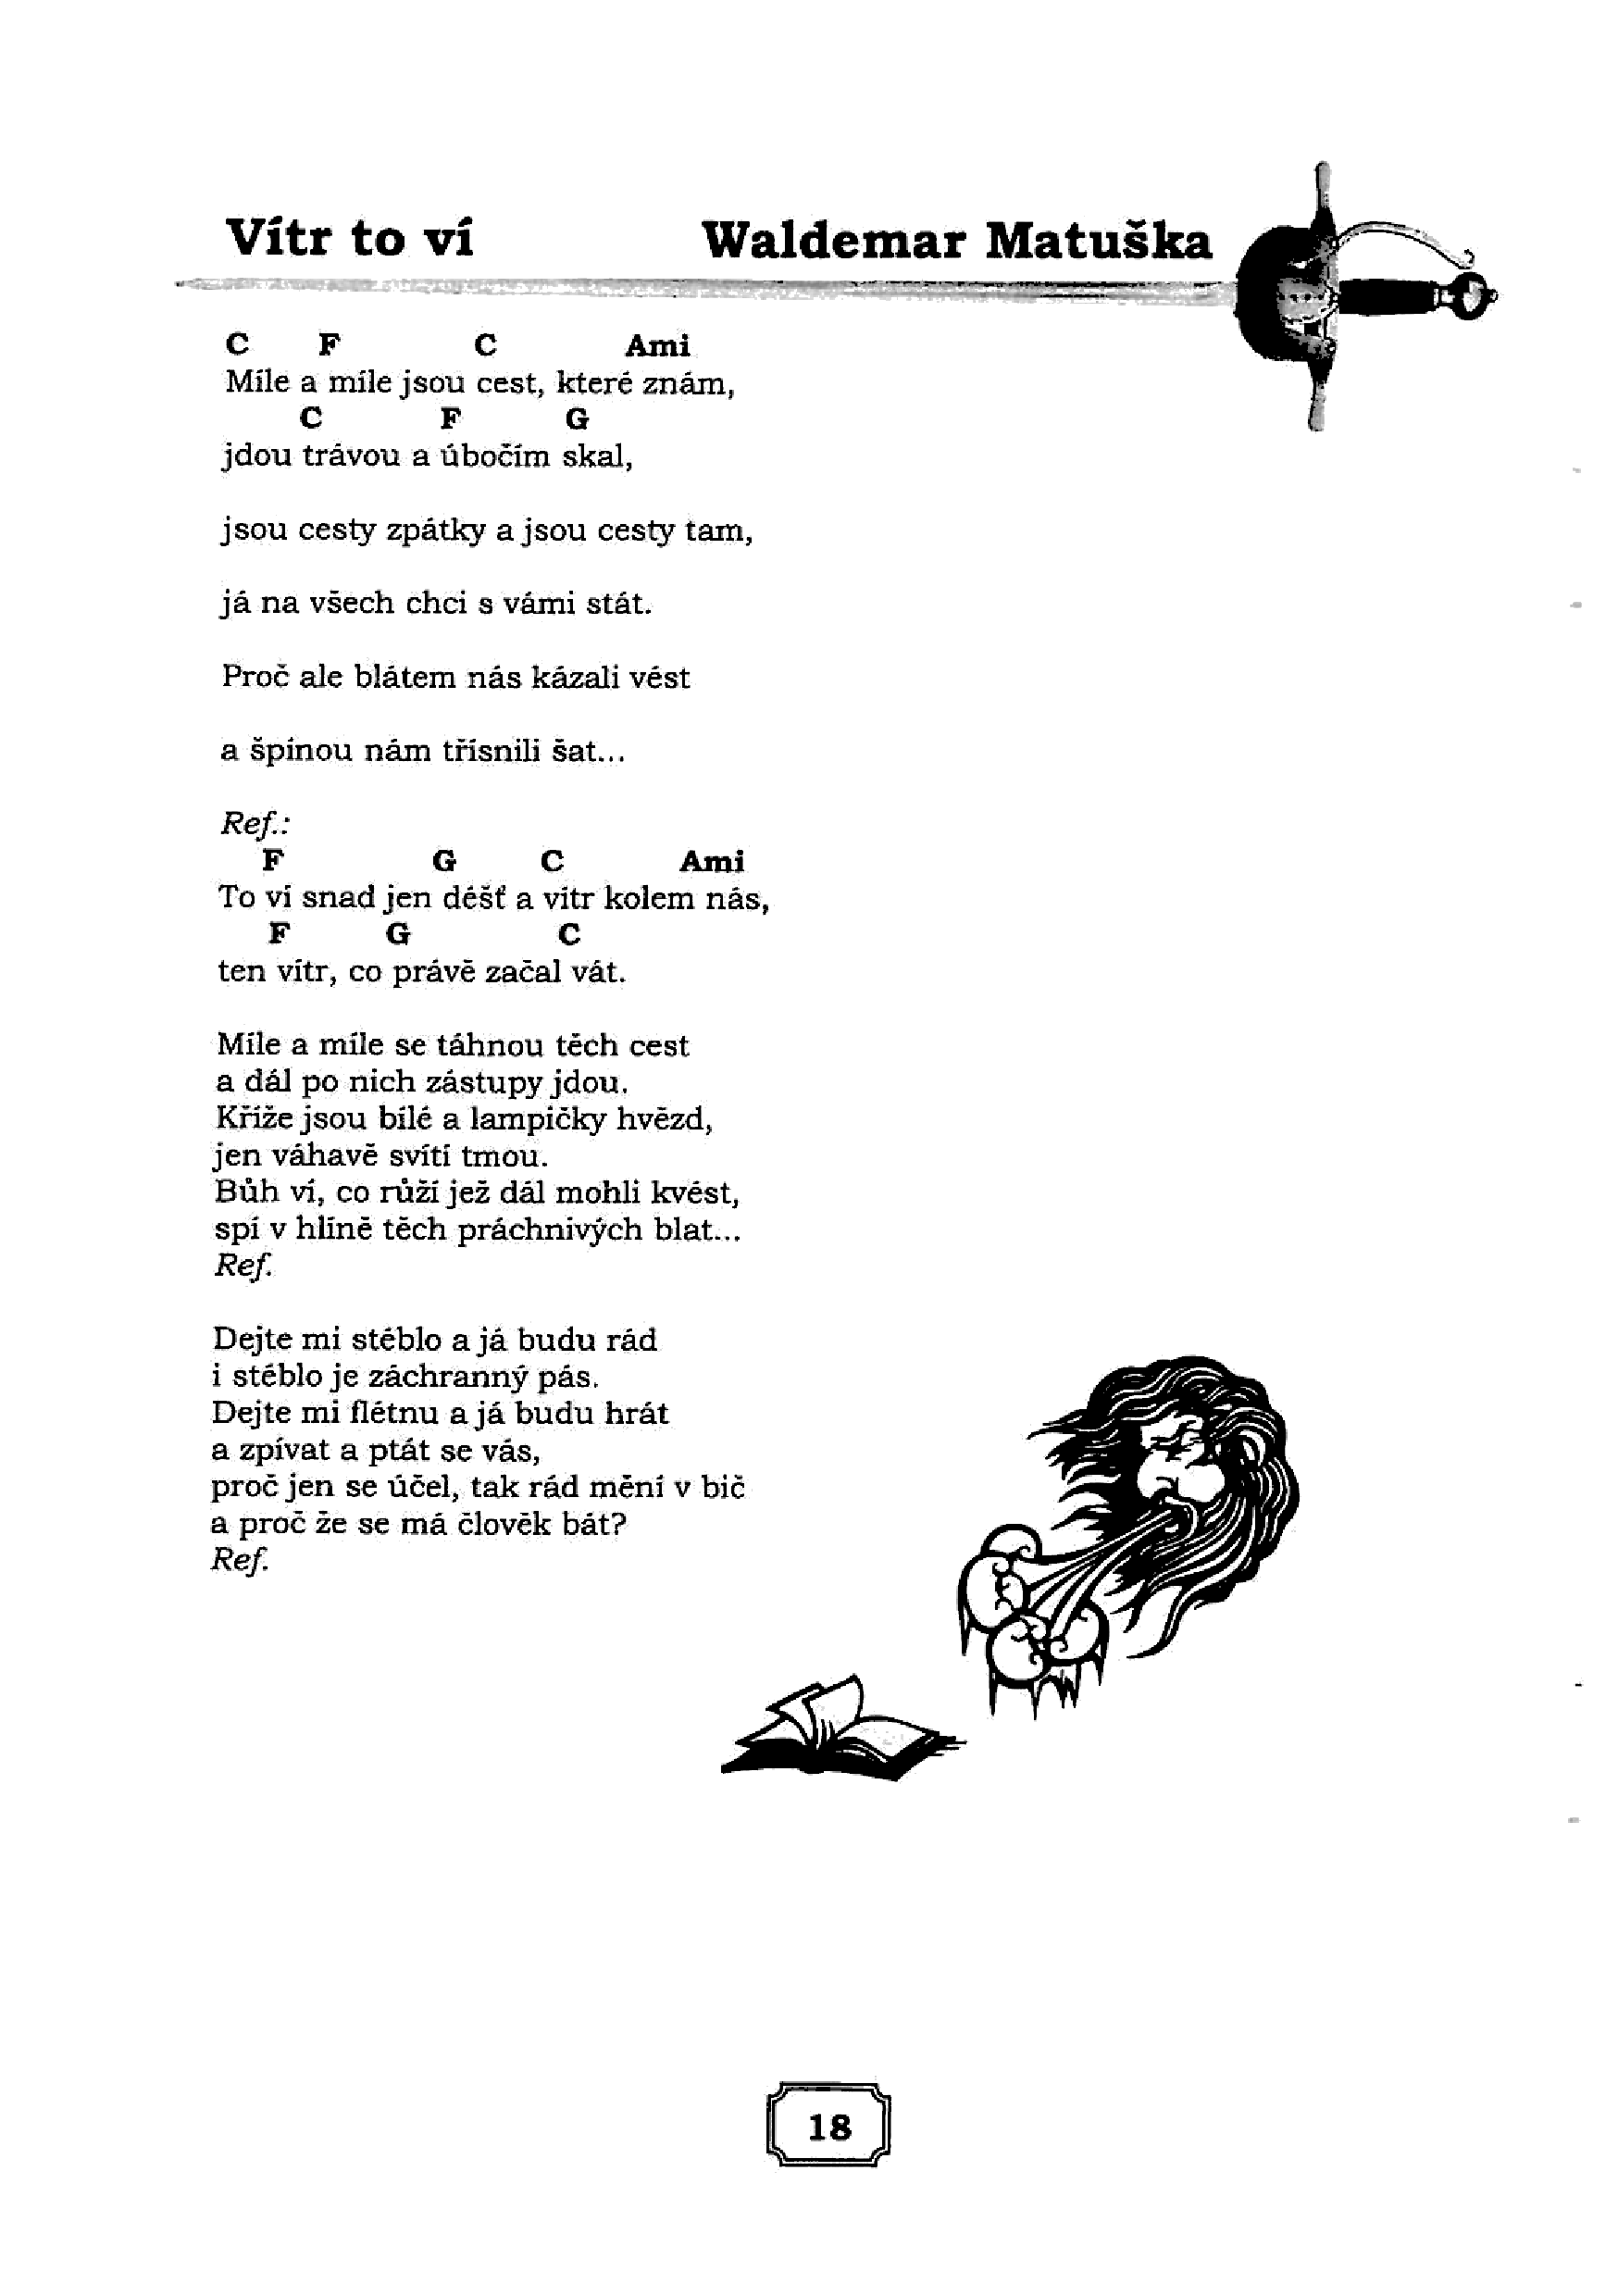 Vítr to ví Waldemar Matuška
C F C Ami
Míle a míle jsou cest, které znám,
C F G
jdou trávou a úbočím skal,
jsou cesty zpátky a jsou cesty tam,
já na všech chci s vámi stát.
Proč ale blátem nás kázali vést
a špínou nám třísnili šat...
Ref.:
F G C Ami
To ví snad jen déšť a vítr kolem nás,
F G C
ten vítr, co právě začal vát.
Míle a míle se táhnou těch cest
a dál po nich zástupy jdou.
Kříže jsou bílé a lampičky hvězd,
jen váhavě svítí tmou.
Bůh ví, co růží jež dál mohli kvést,
spí v hlíně těch práchnivých blat...
Ref.
Dejte mi stéblo a já budu rád
i stéblo je záchranný pás.
Dejte mi flétnu a já budu hrát
a zpívat a ptát se vás,
proč jen se účel, tak rád mění v bič
a proč že se má člověk bát?
Ref.
18